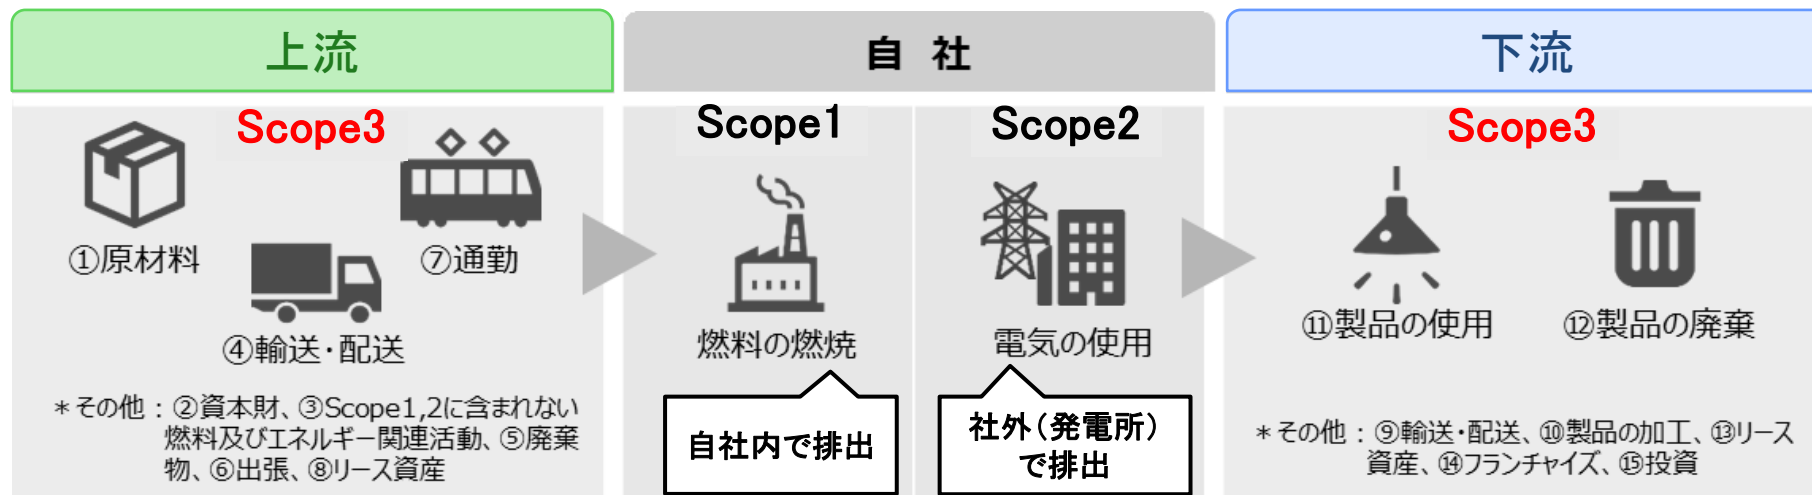 上流
Scope3
①原材料
⑦通勤
④輸送・配送
＊その他：②資本財、③Scope1,2に含まれない
燃料及びエネルギー関連活動、⑤廃棄
物、⑥出張、⑧リース資産
自 社
Scope1
燃料の燃焼
自社内で排出
Scope2
電気の使用
社外（発電所）
で排出
下流
Scope3
⑪製品の使用
⑫製品の廃棄
＊その他：⑨輸送・配送、⑩製品の加工、⑬リース
資産、⑭フランチャイズ、⑮投資